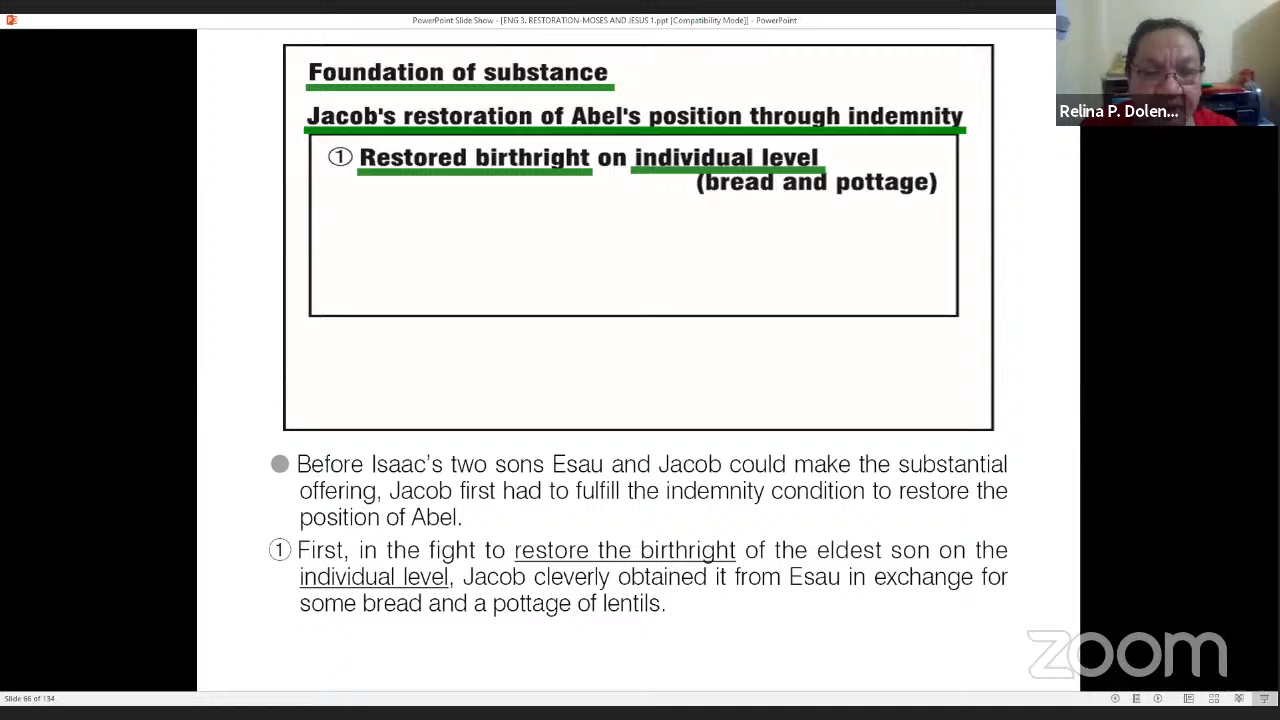 PowerPoint Slide Show - [ENG 3. RESTORATION-MOSES AND JESUS 1.ppt [Compatibility Mode]] - PowerPoint
Relina P. Dolen...
Foundation of substance
Jacob's restoration of Abel's position through indemnity
① Restored birthright on individual level
(bread and pottage)
Before Isaac's two sons Esau and Jacob could make the substantial
offering, Jacob first had to fulfill the indemnity condition to restore the
position of Abel.
① First, in the fight to restore the birthright of the eldest son on the
individual level, Jacob cleverly obtained it from Esau in exchange for
some bread and a pottage of lentils.
zoom
Slide 66 of 134